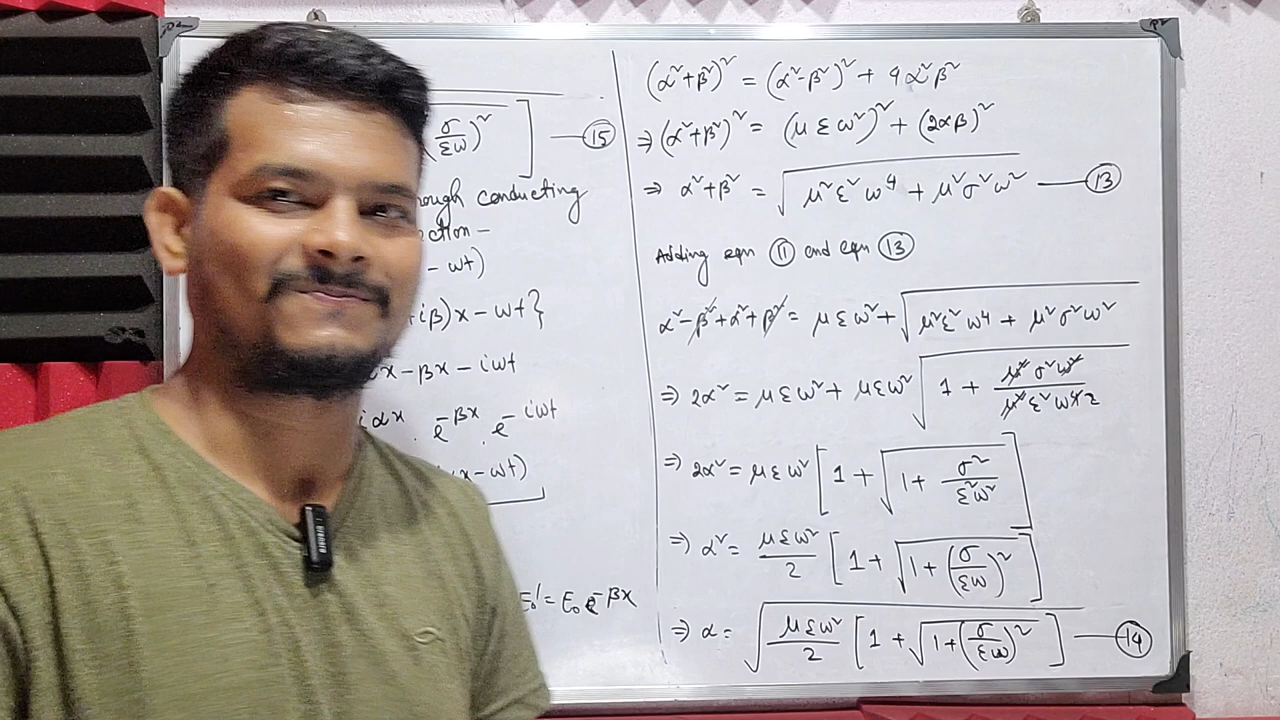 (σ/εω)² ] —⑮
rough conducting
ction –
– ωt)
+iβ)x – ωt}
x – βx – iωt
iαx . e^–βx . e^–iωt
x – ωt)
E₀' = E₀ e^–βx
(α²+β²)² = (α²–β²)² + 4α²β²
⇒ (α²+β²)² = (μεω²)² + (2αβ)²
⇒ α²+β² = √(μ²ε²ω⁴ + μ²σ²ω²) —⑬
Adding eqn ⑪ and eqn ⑬
α²–β²+α²+β² = μεω² + √(μ²ε²ω⁴ + μ²σ²ω²)
⇒ 2α² = μεω² + μεω² √(1 + μ²σ²ω²/μ²ε²ω⁴ 2)
⇒ 2α² = μεω² [1 + √(1 + σ²/ε²ω²)]
⇒ α² = μεω²/2 [1 + √(1 + (σ/εω)²)]
⇒ α = √(μεω²/2 [1 + √(1 + (σ/εω)²)]) —⑭